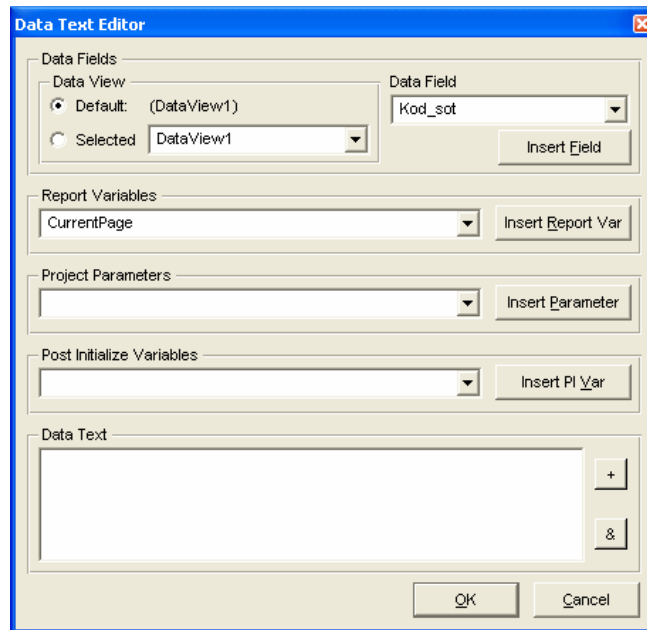 Data Text Editor
Data Fields
Data View
Default: (DataView1)
Selected DataView1
Data Field
Kod_sot
Insert Field
Report Variables
CurrentPage Insert Report Var
Project Parameters
Insert Parameter
Post Initialize Variables
Insert PI Var
Data Text
+
&
OK Cancel